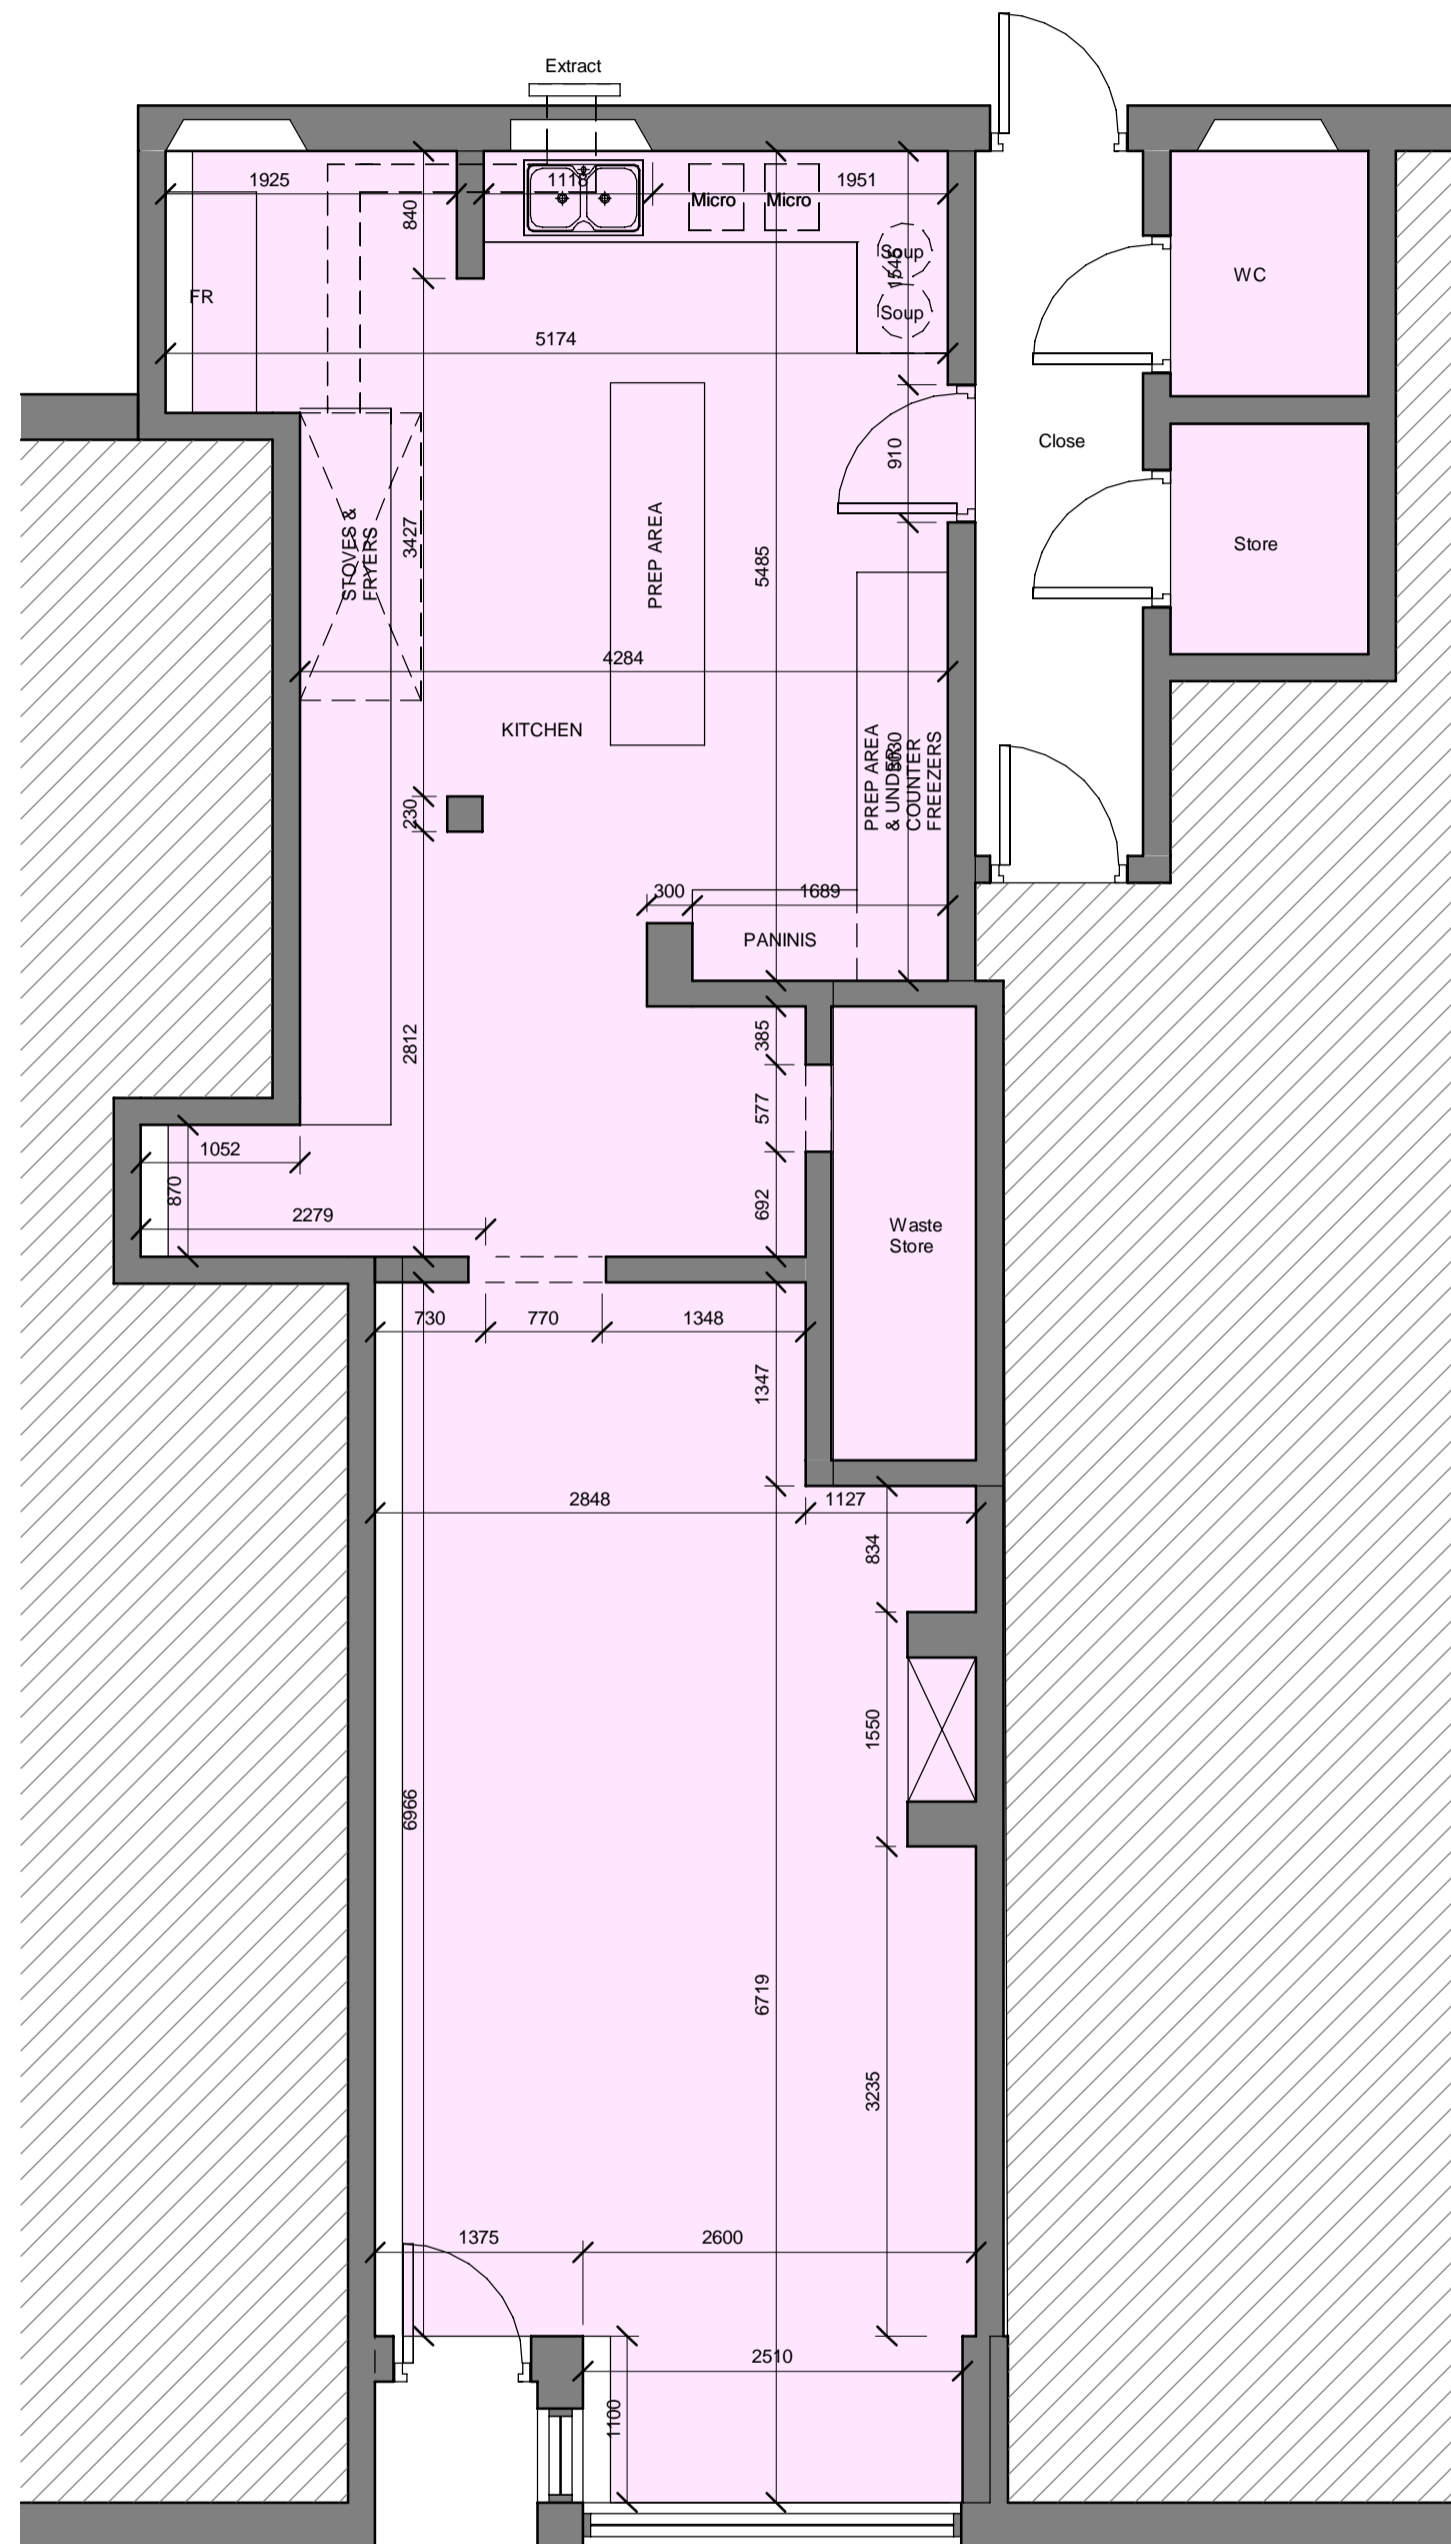 Extract
1925
1118
1951
840
Micro
Micro
Soup
1545
Soup
FR
WC
5174
Close
910
STOVES &
FRYERS
3427
PREP AREA
5485
Store
4284
KITCHEN
PREP AREA
& UNDER
COUNTER
FREEZERS
3030
230
300
1689
PANINIS
385
2812
577
1052
870
692
2279
Waste
Store
730
770
1348
1347
2848
1127
834
1550
6966
6719
3235
1375
2600
2510
1100